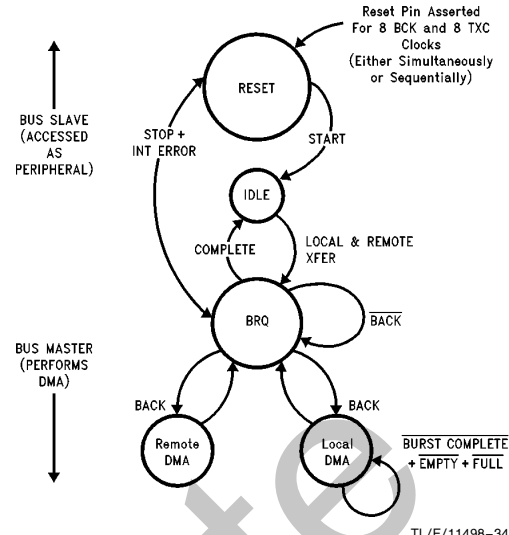 Reset Pin Asserted
For 8 BCK and 8 TXC
Clocks
(Either Simultaneously
or Sequentially)
RESET
BUS SLAVE
(ACCESSED
AS
PERIPHERAL)
STOP +
INT ERROR
START
IDLE
COMPLETE
LOCAL & REMOTE
XFER
BRQ
BACK
BUS MASTER
(PERFORMS
DMA)
BACK
BACK
Remote
DMA
Local
DMA
BURST COMPLETE
+ EMPTY + FULL
TL/F/11498–34